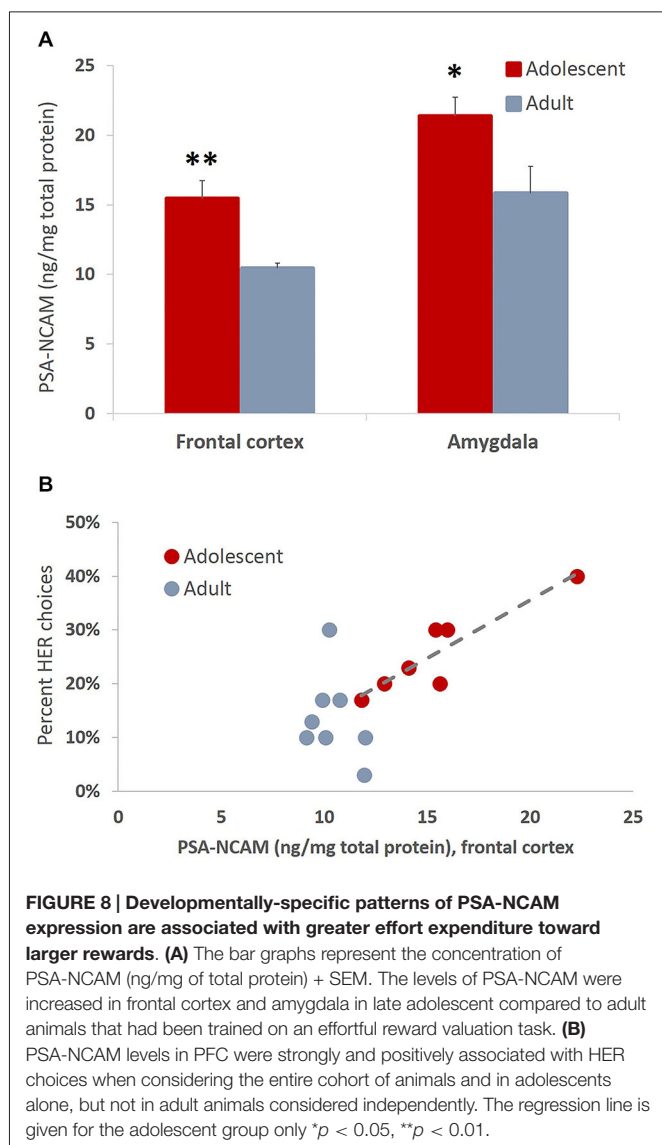 A
PSA-NCAM (ng/mg total protein)
25
20
15
10
5
0
**
*
Adolescent
Adult
Frontal cortex
Amygdala
B
Percent HER choices
50%
40%
30%
20%
10%
0%
Adolescent
Adult
0
5
10
15
20
25
PSA-NCAM (ng/mg total protein), frontal cortex
FIGURE 8 | Developmentally-specific patterns of PSA-NCAM
expression are associated with greater effort expenditure toward
larger rewards. (A) The bar graphs represent the concentration of
PSA-NCAM (ng/mg of total protein) + SEM. The levels of PSA-NCAM were
increased in frontal cortex and amygdala in late adolescent compared to adult
animals that had been trained on an effortful reward valuation task. (B)
PSA-NCAM levels in PFC were strongly and positively associated with HER
choices when considering the entire cohort of animals and in adolescents
alone, but not in adult animals considered independently. The regression line is
given for the adolescent group only *p < 0.05, **p < 0.01.